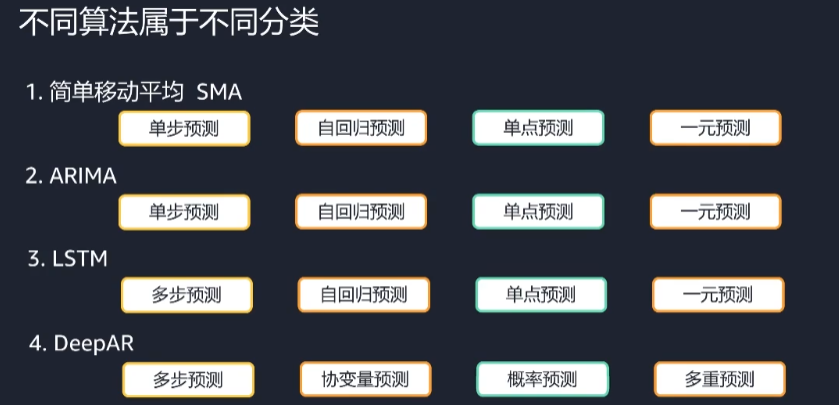 不同算法属于不同分类
1. 简单移动平均 SMA
单步预测 自回归预测 单点预测 一元预测
2. ARIMA
单步预测 自回归预测 单点预测 一元预测
3. LSTM
多步预测 自回归预测 单点预测 一元预测
4. DeepAR
多步预测 协变量预测 概率预测 多重预测